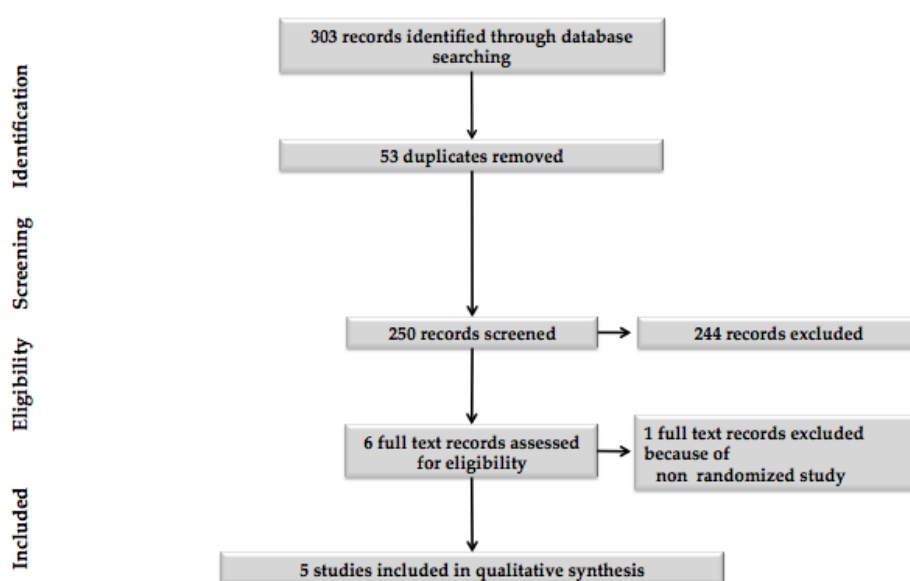 303 records identified through database
searching
53 duplicates removed
250 records screened
244 records excluded
6 full text records assessed
for eligibility
1 full text records excluded
because of
non randomized study
5 studies included in qualitative synthesis
Identification
Screening
Eligibility
Included